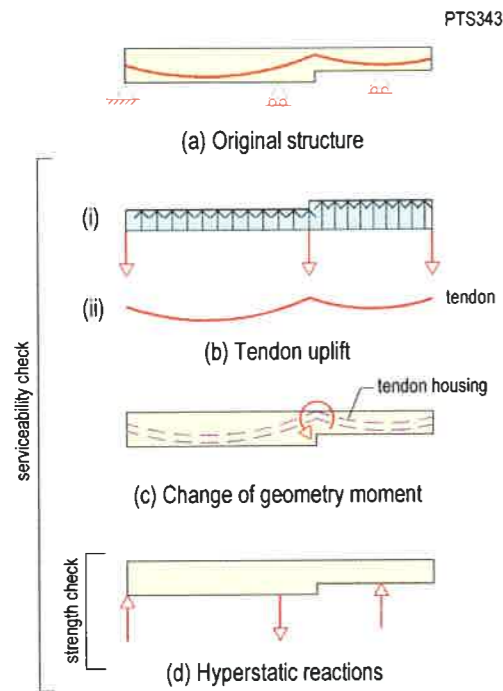 PTS343
(a) Original structure
(i)
(ii)
tendon
(b) Tendon uplift
tendon housing
(c) Change of geometry moment
(d) Hyperstatic reactions
serviceability check
strength check